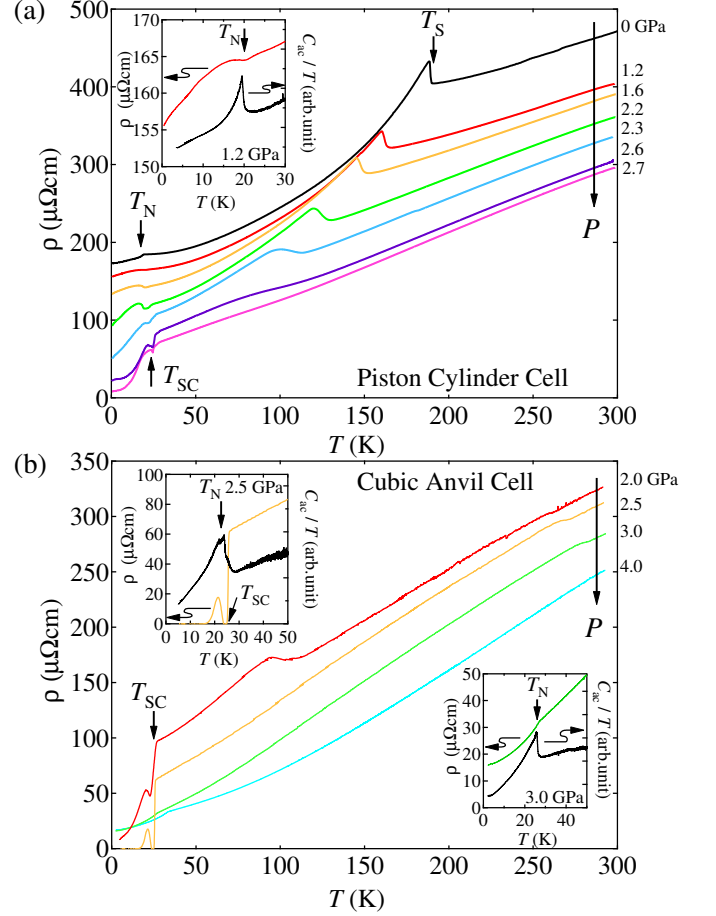 (a)
500
400
300
200
100
0
ρ (μΩcm)
0
50
100
150
200
250
300
T (K)
Piston Cylinder Cell
T_S
T_N
T_SC
P
0 GPa
1.2
1.6
2.2
2.3
2.6
2.7
170
165
160
155
150
ρ (μΩcm)
0
10
20
30
T (K)
T_N
1.2 GPa
C_ac / T (arb.unit)
(b)
350
300
250
200
150
100
50
0
ρ (μΩcm)
0
50
100
150
200
250
300
T (K)
Cubic Anvil Cell
T_SC
P
2.0 GPa
2.5
3.0
4.0
100
80
60
40
20
0
ρ (μΩcm)
0
10
20
30
40
50
T (K)
T_N
2.5 GPa
T_SC
C_ac / T (arb.unit)
50
40
30
20
10
0
ρ (μΩcm)
0
20
40
T (K)
T_N
3.0 GPa
C_ac / T (arb.unit)